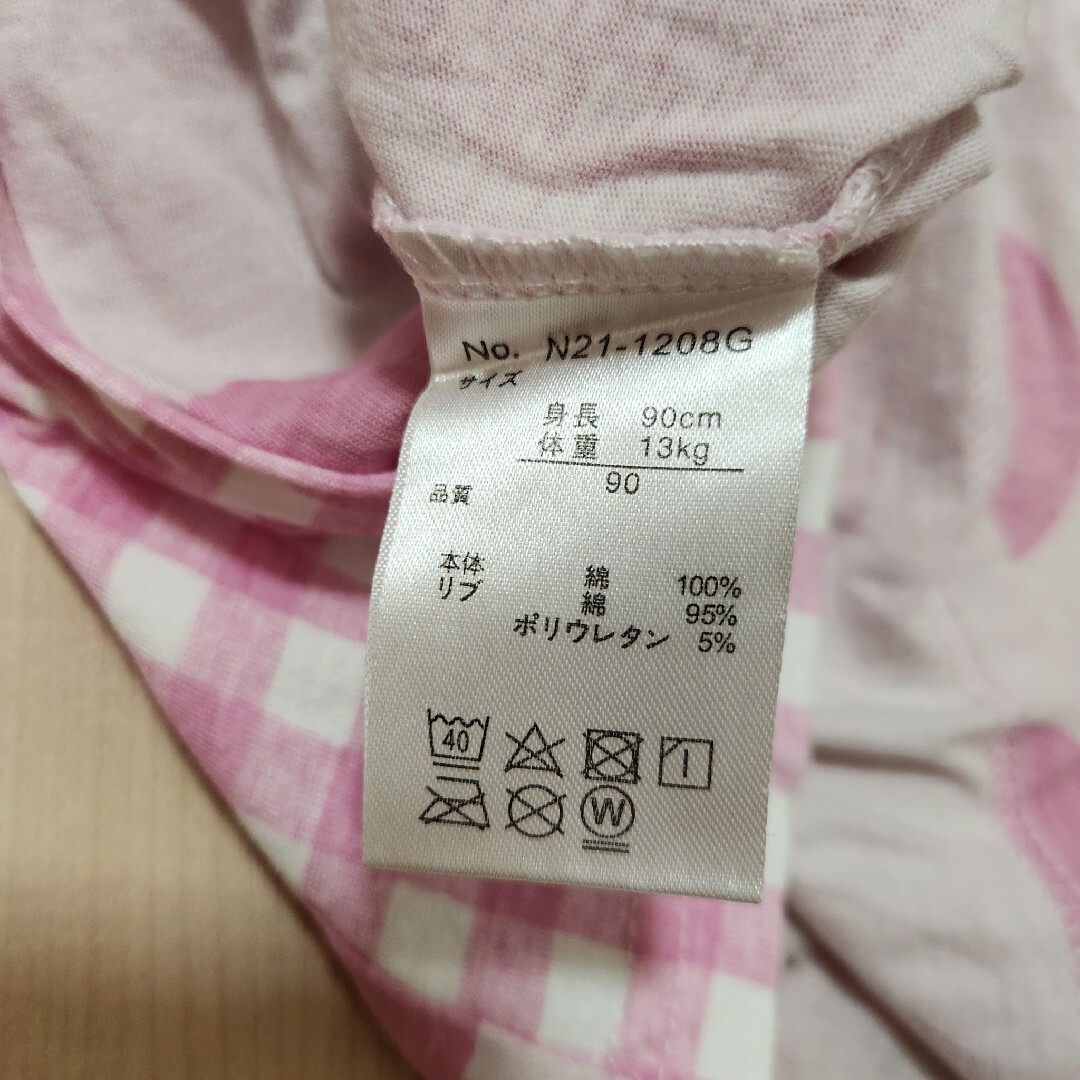 No. N21-1208G
サイズ
身長 90cm
体重 13kg
90
品質
本体 綿 100%
リブ 綿 95%
ポリウレタン 5%
40
W